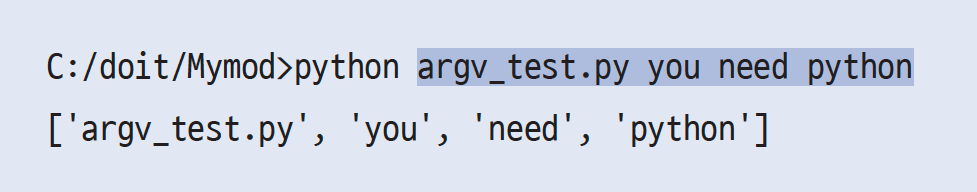 C:/doit/Mymod>python argv_test.py you need python
['argv_test.py', 'you', 'need', 'python']